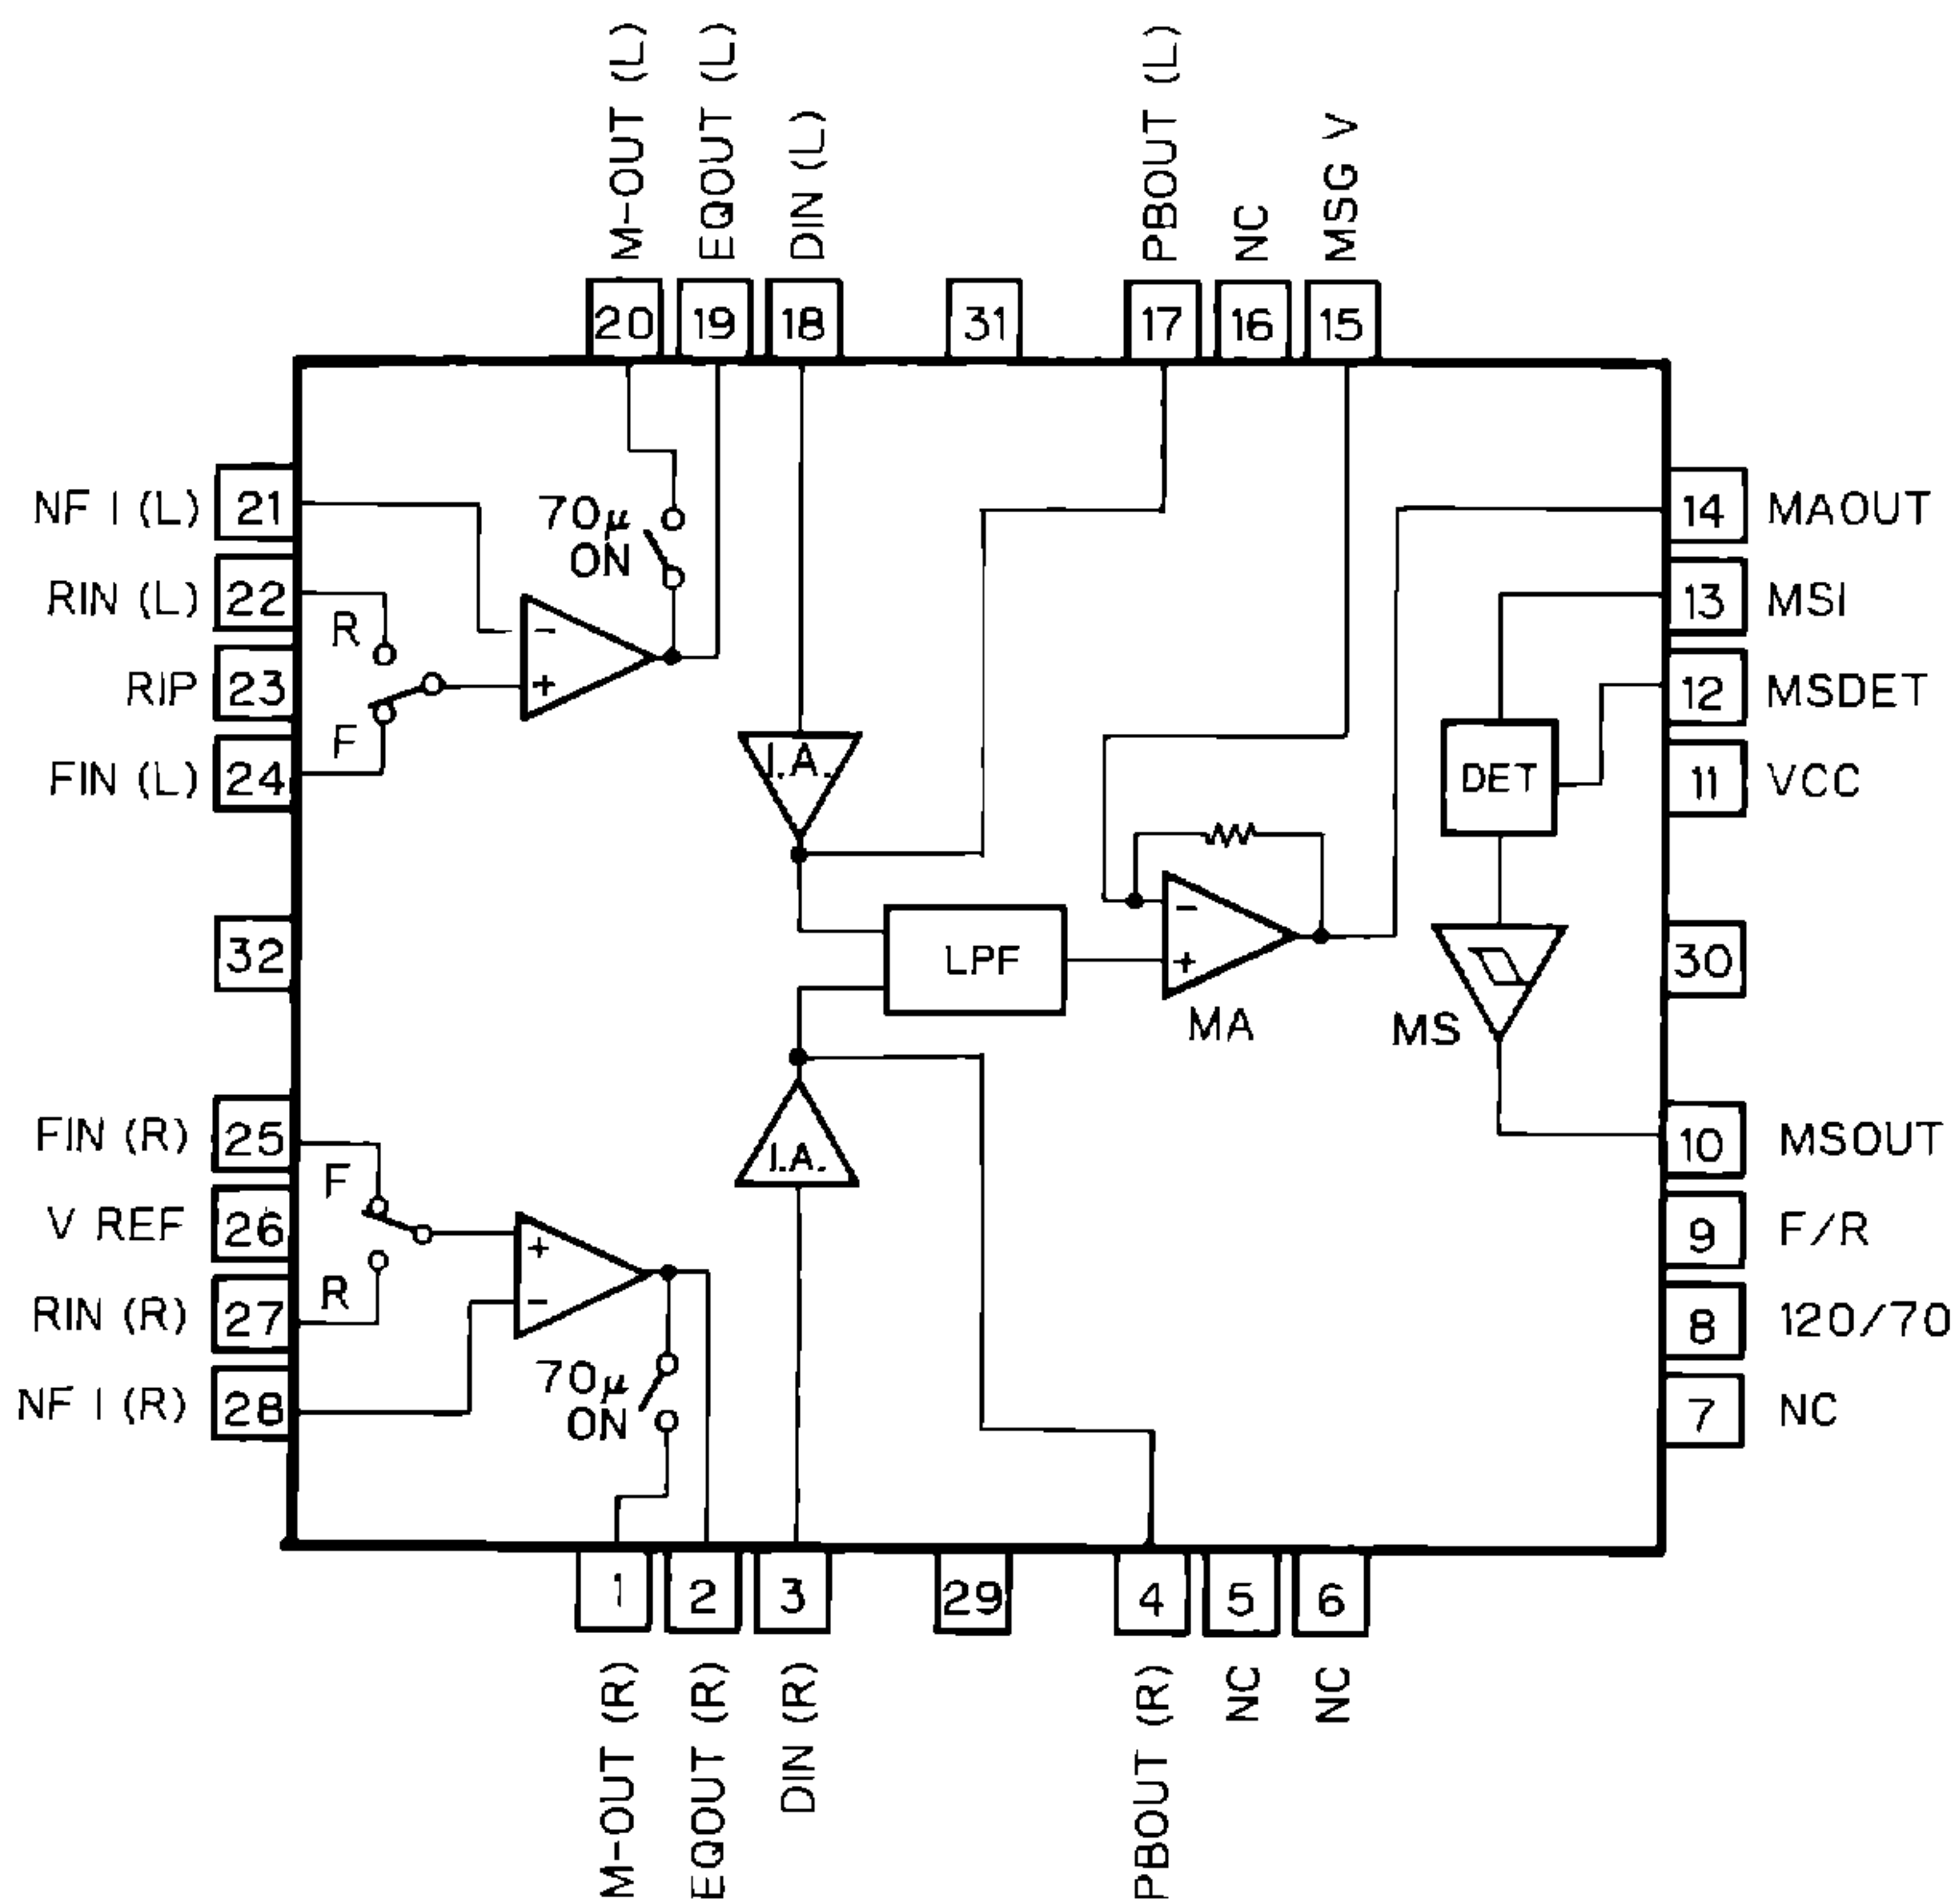 M-OUT (L)
EQOUT (L)
DIN (L)
PBOUT (L)
NC
MSG V
20
19
18
31
17
16
15
NF I (L)
21
RIN (L)
22
RIP
23
FIN (L)
24
32
FIN (R)
25
V REF
26
RIN (R)
27
NF I (R)
28
70μ
ON
R
F
-
+
I.A.
LPF
-
+
MA
DET
MS
I.A.
F
R
+
-
70μ
ON
14
MAOUT
13
MSI
12
MSDET
11
VCC
30
10
MSOUT
9
F/R
8
120/70
7
NC
1
2
3
29
4
5
6
M-OUT (R)
EQOUT (R)
DIN (R)
PBOUT (R)
NC
NC